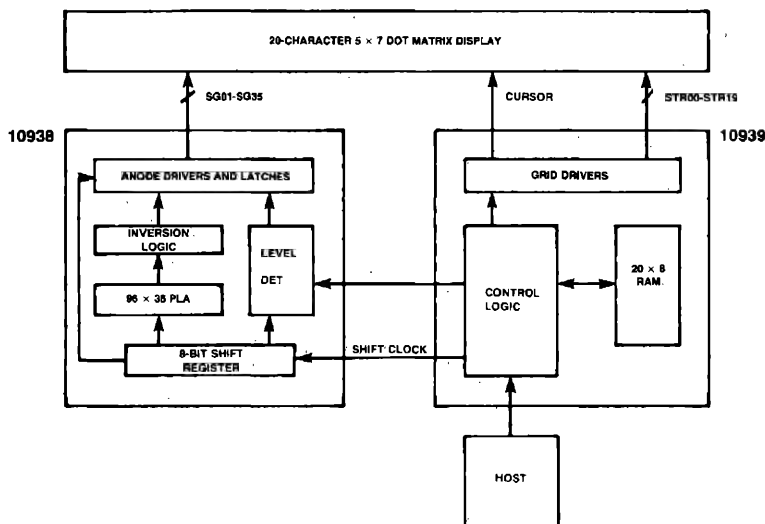 20-CHARACTER 5 × 7 DOT MATRIX DISPLAY
SG01-SG35
CURSOR
STR00-STR19
10938
10939
ANODE DRIVERS AND LATCHES
GRID DRIVERS
INVERSION
LOGIC
LEVEL
DET
CONTROL
LOGIC
20 × 8
RAM
96 × 35 PLA
8-BIT SHIFT
REGISTER
SHIFT CLOCK
HOST